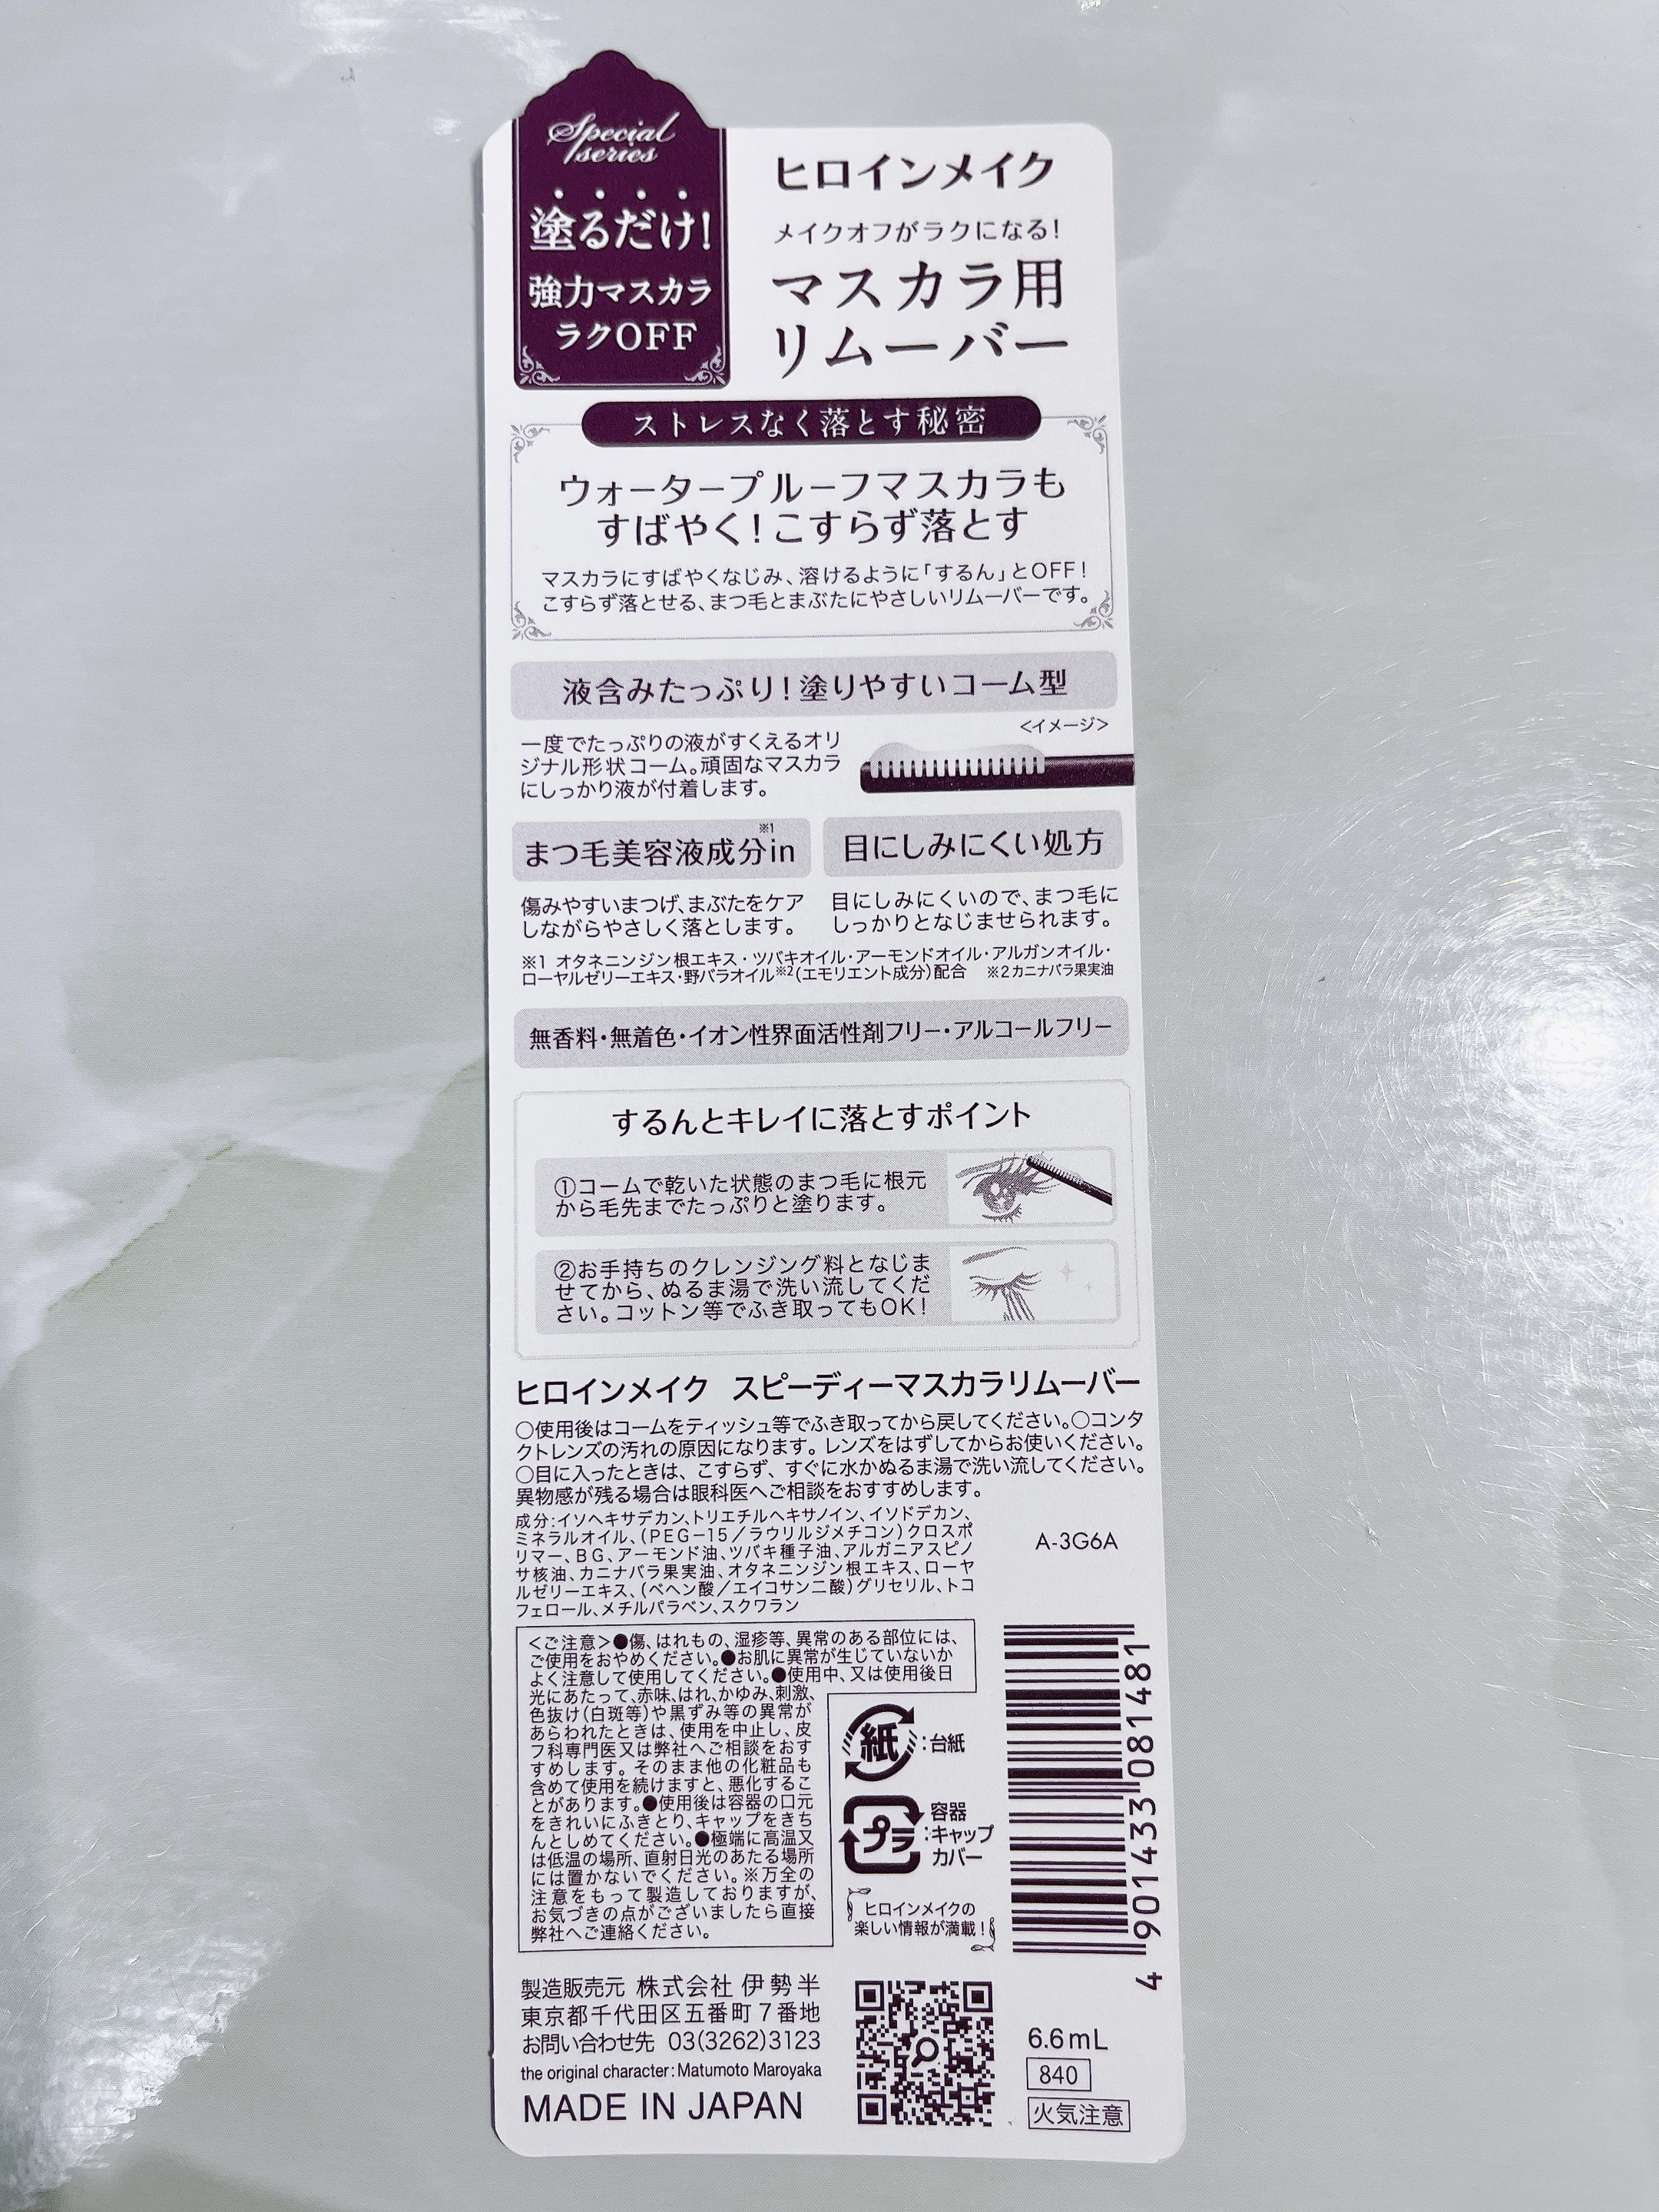 Special
series
塗るだけ!
強力マスカラ
ラクOFF
ヒロインメイク
メイクオフがラクになる!
マスカラ用
リムーバー
ストレスなく落とす秘密
ウォータープルーフマスカラも
すばやく!こすらず落とす
マスカラにすばやくなじみ、溶けるように「するん」とOFF!
こすらず落とせる、まつ毛とまぶたにやさしいリムーバーです。
液含みたっぷり!塗りやすいコーム型
<イメージ>
一度でたっぷりの液がすくえるオリ
ジナル形状コーム。頑固なマスカラ
にしっかり液が付着します。
まつ毛美容液成分※1in
傷みやすいまつげ、まぶたをケア
しながらやさしく落とします。
目にしみにくい処方
目にしみにくいので、まつ毛に
しっかりとなじませられます。
※1 オタネニンジン根エキス・ツバキオイル・アーモンドオイル・アルガンオイル・
ローヤルゼリーエキス・野バラオイル※2(エモリエント成分)配合 ※2カニナバラ果実油
無香料・無着色・イオン性界面活性剤フリー・アルコールフリー
するんとキレイに落とすポイント
①コームで乾いた状態のまつ毛に根元
から毛先までたっぷりと塗ります。
②お手持ちのクレンジング料となじま
せてから、ぬるま湯で洗い流してくだ
さい。コットン等でふき取ってもOK!
ヒロインメイク スピーディーマスカラリムーバー
○使用後はコームをティッシュ等でふき取ってから戻してください。○コンタ
クトレンズの汚れの原因になります。レンズをはずしてからお使いください。
○目に入ったときは、こすらず、すぐに水かぬるま湯で洗い流してください。
異物感が残る場合は眼科医へご相談をおすすめします。
成分:イソヘキサデカン、トリエチルヘキサノイン、イソドデカン、
ミネラルオイル、(PEG-15/ラウリルジメチコン)クロスポ
リマー、BG、アーモンド油、ツバキ種子油、アルガニアスピノ
サ核油、カニナバラ果実油、オタネニンジン根エキス、ローヤ
ルゼリーエキス、(ベヘン酸/エイコサン二酸)グリセリル、トコ
フェロール、メチルパラベン、スクワラン
A-3G6A
<ご注意>●傷、はれもの、湿疹等、異常のある部位には、
ご使用をおやめください。●お肌に異常が生じていないか
よく注意して使用してください。●使用中、又は使用後日
光にあたって、赤味、はれ、かゆみ、刺激、
色抜け(白斑等)や黒ずみ等の異常が
あらわれたときは、使用を中止し、皮
フ科専門医又は弊社へご相談をおす
すめします。そのまま他の化粧品も
含めて使用を続けますと、悪化するこ
とがあります。●使用後は容器の口元
をきれいにふきとり、キャップをきち
んとしめてください。●極端に高温又
は低温の場所、直射日光のあたる場所
には置かないでください。※万全の
注意をもって製造しておりますが、
お気づきの点がございましたら直接
弊社へご連絡ください。
紙:台紙
プラ:容器
キャップ
カバー
ヒロインメイクの
楽しい情報が満載!
4 901433 081481
製造販売元 株式会社 伊勢半
東京都千代田区五番町7番地
お問い合わせ先 03(3262)3123
the original character:Matumoto Maroyaka
MADE IN JAPAN
6.6mL
840
火気注意